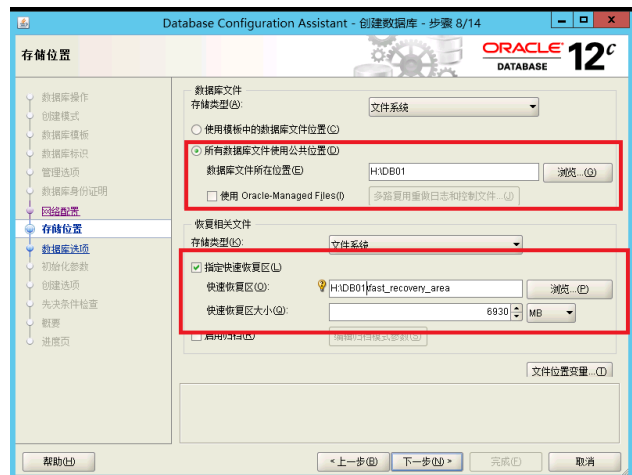 Database Configuration Assistant - 创建数据库 - 步骤 8/14
存储位置
ORACLE 12c
DATABASE
数据库操作
创建模式
数据库模板
数据库标识
管理选项
数据库身份证明
网络配置
存储位置
数据库选项
初始化参数
创建选项
先决条件检查
概要
进度页
数据库文件
存储类型(A): 文件系统
使用模板中的数据库文件位置(C)
所有数据库文件使用公共位置(D)
数据库文件所在位置(E) H:\DB01 浏览...(G)
使用 Oracle-Managed Files(I) 多路复用重做日志和控制文件...(J)
恢复相关文件
存储类型(K): 文件系统
指定快速恢复区(L)
快速恢复区(O): H:\DB01\fast_recovery_area 浏览...(P)
快速恢复区大小(Q): 6930 MB
启用归档(R) 编辑归档模式参数(S)
文件位置变量...(T)
帮助(H) <上一步(B) 下一步(N)> 完成(F) 取消